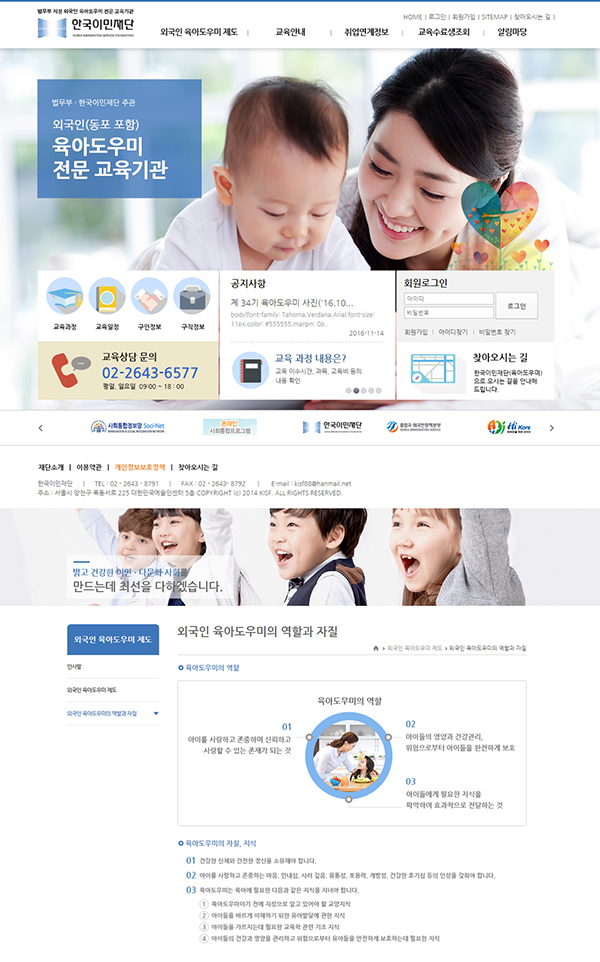 법무부 지정 외국인 육아도우미 전문 교육기관
한국이민재단
KOREA IMMIGRATION SERVICE FOUNDATION
HOME | 로그인 | 회원가입 | SITEMAP | 찾아오시는 길 |
외국인 육아도우미 제도 | 교육안내 | 취업연계정보 | 교육수료생조회 | 알림마당
법무부 · 한국이민재단 주관
외국인(동포 포함)
육아도우미
전문 교육기관
교육과정 교육일정 구인정보 구직정보
공지사항
제 34기 육아도우미 사진('16.10...
body{font-family: Tahoma,Verdana,Arial;font-size:
11px;color: #555555;margin: 0p..
2016-11-14
회원로그인
아이디
비밀번호
로그인
회원가입 | 아이디찾기 | 비밀번호 찾기
교육상담 문의
02-2643-6577
평일, 일요일 09:00 ~ 18 : 00
교육 과정 내용은?
교육 이수시간, 과목, 교육비 등의
내용 확인
찾아오시는 길
한국이민재단(육아도우미)
으로 오시는 길을 안내해
드립니다.
사회통합정보망 Soci-Net
온라인
사회통합프로그램
한국이민재단
출입국·외국인정책본부
KOREA IMMIGRATION SERVICE
Hi Kore
재단소개 | 이용약관 | 개인정보보호정책 | 찾아오시는 길
한국이민재단 | TEL : 02 - 2643 - 8791 | FAX : 02 - 2643 - 8792 | E-mail : kisf88@hanmail.net
주소 : 서울시 양천구 목동서로 225 대한민국예술인센터 5층 COPYRIGHT (c) 2014 KISF. ALL RIGHTS RESERVED.
밝고 건강한 이민 · 다문화 사회를
만드는데 최선을 다하겠습니다.
외국인 육아도우미 제도
인사말
외국인 육아도우미 제도
외국인 육아도우미의 역할과 자질
외국인 육아도우미의 역할과 자질
> 외국인 육아도우미 제도 > 외국인 육아도우미의 역할과 자질
육아도우미의 역할
육아도우미의 역할
01
아이를 사랑하고 존중하며 신뢰하고
사랑할 수 있는 존재가 되는 것
02
아이들의 영양과 건강관리,
위험으로부터 아이들을 안전하게 보호
03
아이들에게 필요한 지식을
파악하여 효과적으로 전달하는 것
육아도우미의 자질, 지식
01 건강한 신체와 건전한 정신을 소유해야 합니다.
02 아이를 사랑하고 존중하는 마음, 인내심, 사려 깊음, 융통성, 포용력, 개방성, 건강한 호기심 등의 인성을 갖춰야 합니다.
03 육아도우미는 육아에 필요한 다음과 같은 지식을 지녀야 합니다.
1 육아도우미이기 전에 지성으로 알고 있어야 할 교양지식
2 아이들을 바르게 이해하기 위한 유아발달에 관한 지식
3 아이들을 가르치는데 필요한 교육학 관련 기초 지식
4 아이들의 건강과 영양을 관리하고 위험으로부터 유아들을 안전하게 보호하는데 필요한 지식